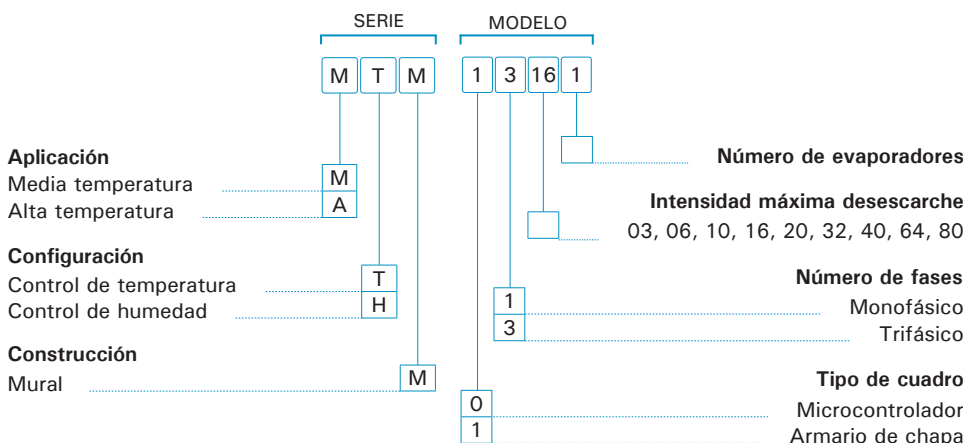 SERIE MODELO
M T M 1 3 16 1
Aplicación
Media temperatura M
Alta temperatura A
Configuración
Control de temperatura T
Control de humedad H
Construcción
Mural M
Número de evaporadores
Intensidad máxima desescarche
03, 06, 10, 16, 20, 32, 40, 64, 80
Número de fases
1 Monofásico
3 Trifásico
Tipo de cuadro
0 Microcontrolador
1 Armario de chapa